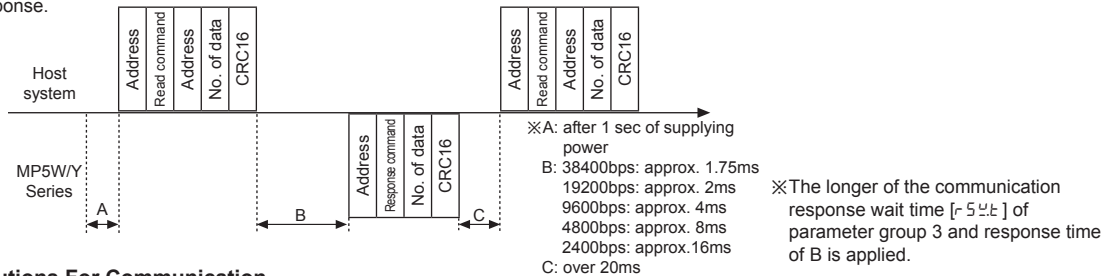 Address
Read command
Address
No. of data
CRC16
Address
Read command
Address
No. of data
CRC16
Host
system
Address
Response command
No. of data
CRC16
MP5W/Y
Series
A
B
C
※A: after 1 sec of supplying
power
B: 38400bps: approx. 1.75ms
19200bps: approx. 2ms
9600bps: approx. 4ms
4800bps: approx. 8ms
2400bps: approx.16ms
C: over 20ms
※The longer of the communication
response wait time [rSY.t] of
parameter group 3 and response time
of B is applied.